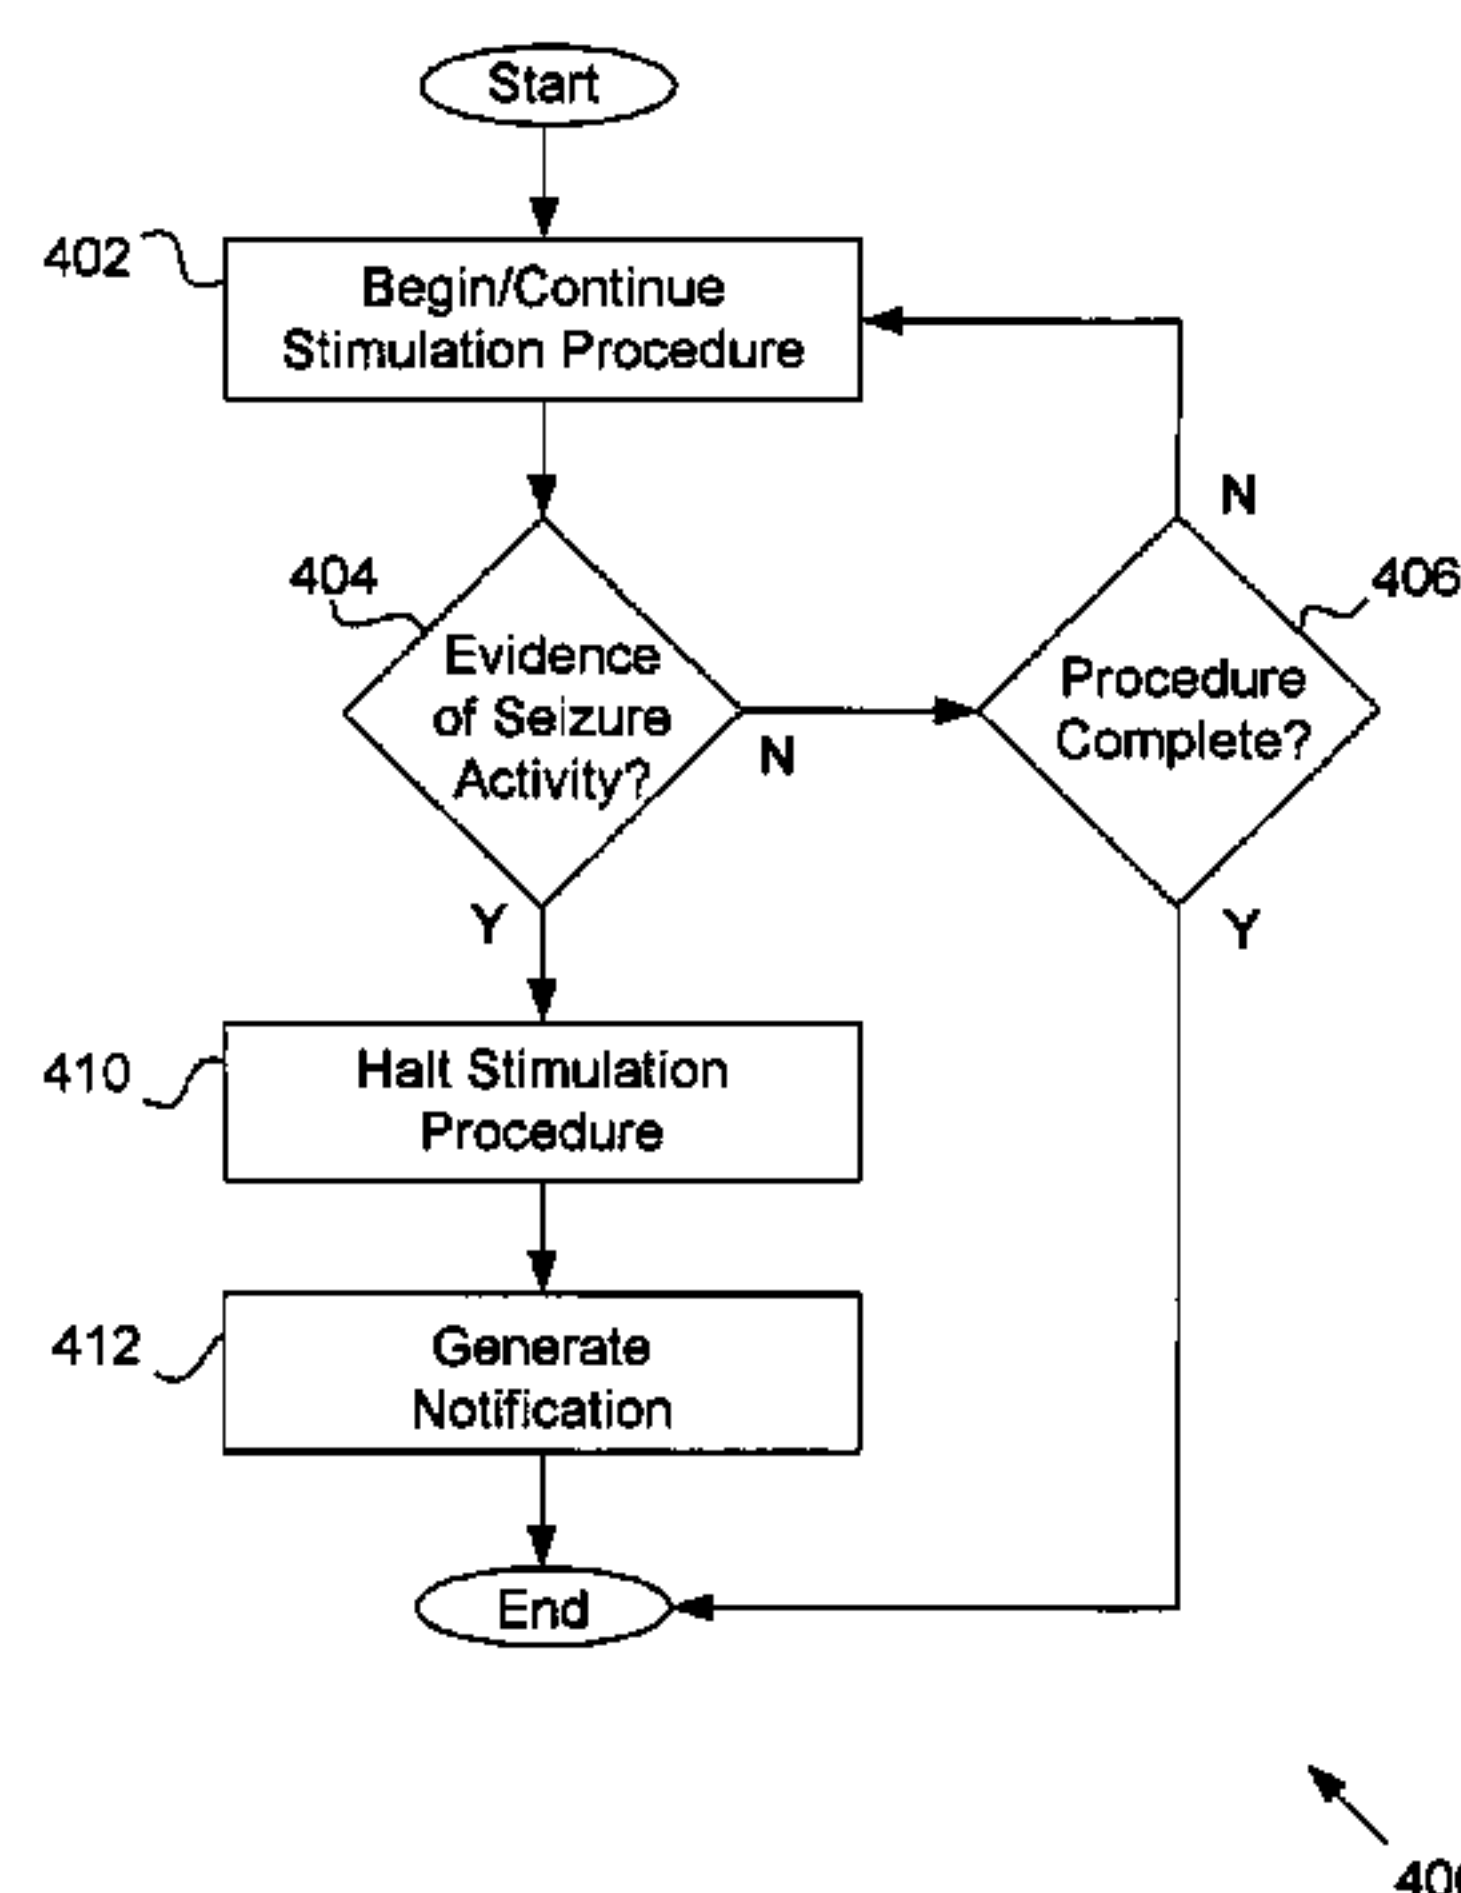 Start
402
Begin/Continue
Stimulation Procedure
N
404
406
Evidence
of Seizure
Activity?
Procedure
Complete?
N
Y
Y
410
Halt Stimulation
Procedure
412
Generate
Notification
End